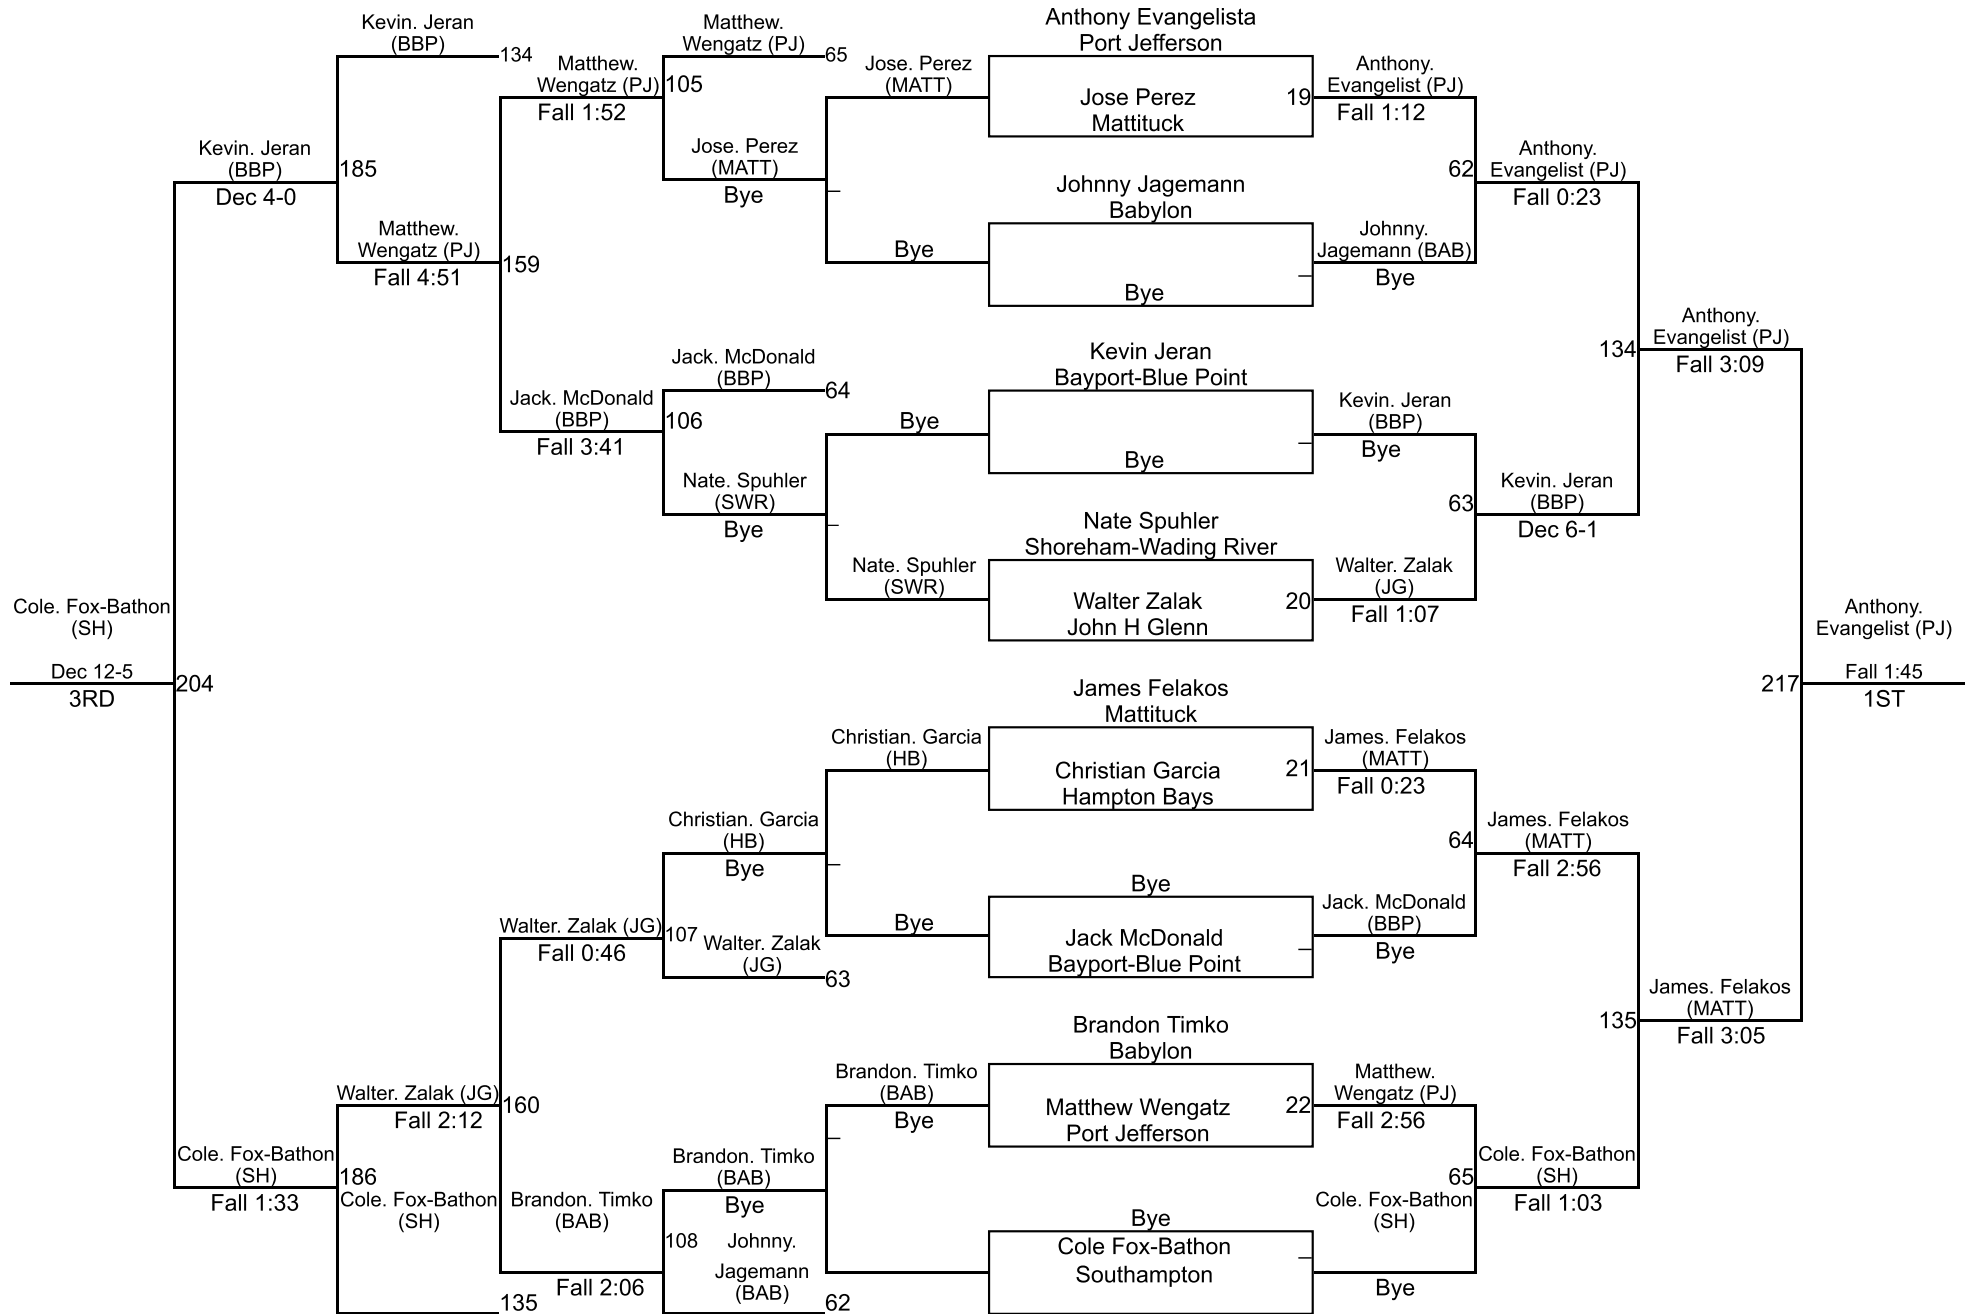 Kevin. Jeran
(BBP)
134
Matthew.
Wengatz (PJ)
65
Anthony Evangelista
Port Jefferson
Matthew.
Wengatz (PJ)
105
Fall 1:52
Jose. Perez
(MATT)
Jose Perez
Mattituck
19
Anthony.
Evangelist (PJ)
Fall 1:12
Kevin. Jeran
(BBP)
185
Dec 4-0
Jose. Perez
(MATT)
Bye
Johnny Jagemann
Babylon
62
Anthony.
Evangelist (PJ)
Fall 0:23
Matthew.
Wengatz (PJ)
159
Fall 4:51
Bye
Bye
Johnny.
Jagemann (BAB)
Bye
Anthony.
Evangelist (PJ)
134
Fall 3:09
Jack. McDonald
(BBP)
64
Kevin Jeran
Bayport-Blue Point
Jack. McDonald
(BBP)
106
Fall 3:41
Bye
Bye
Kevin. Jeran
(BBP)
Bye
Nate. Spuhler
(SWR)
Bye
63
Kevin. Jeran
(BBP)
Dec 6-1
Nate Spuhler
Shoreham-Wading River
Nate. Spuhler
(SWR)
Walter Zalak
John H Glenn
20
Walter. Zalak
(JG)
Fall 1:07
Cole. Fox-Bathon
(SH)
Dec 12-5
3RD
204
Anthony.
Evangelist (PJ)
217
Fall 1:45
1ST
James Felakos
Mattituck
Christian. Garcia
(HB)
Christian Garcia
Hampton Bays
21
James. Felakos
(MATT)
Fall 0:23
Christian. Garcia
(HB)
Bye
64
James. Felakos
(MATT)
Fall 2:56
Bye
Walter. Zalak (JG)
107
Fall 0:46
Walter. Zalak
(JG)
63
Bye
Jack McDonald
Bayport-Blue Point
Jack. McDonald
(BBP)
Bye
135
James. Felakos
(MATT)
Fall 3:05
Brandon Timko
Babylon
Walter. Zalak (JG)
160
Fall 2:12
Brandon. Timko
(BAB)
Bye
Matthew Wengatz
Port Jefferson
22
Matthew.
Wengatz (PJ)
Fall 2:56
Cole. Fox-Bathon
(SH)
186
Fall 1:33
Cole. Fox-Bathon
(SH)
135
Brandon. Timko
(BAB)
Fall 2:06
Brandon. Timko
(BAB)
Bye
108
Johnny.
Jagemann
(BAB)
62
Bye
Cole Fox-Bathon
Southampton
65
Cole. Fox-Bathon
(SH)
Bye
Cole. Fox-Bathon
(SH)
Fall 1:03